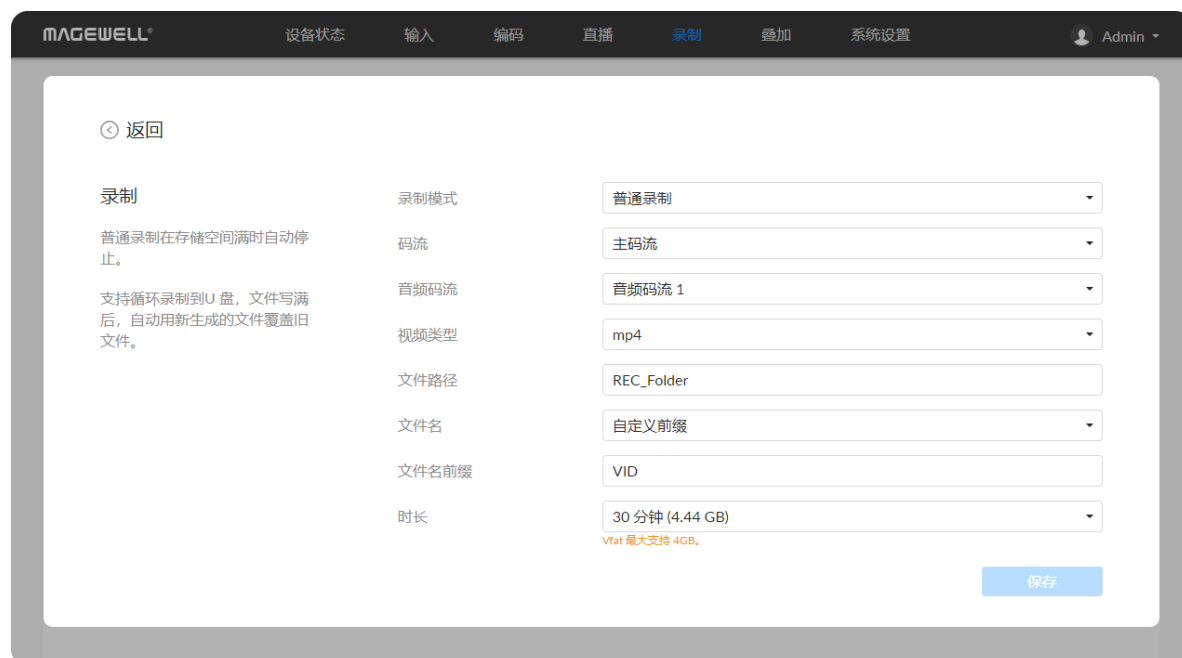 MAGEWELL®
设备状态
输入
编码
直播
录制
叠加
系统设置
Admin
返回
录制
普通录制在存储空间满时自动停
止。
支持循环录制到U 盘，文件写满
后，自动用新生成的文件覆盖旧
文件。
录制模式
普通录制
码流
主码流
音频码流
音频码流 1
视频类型
mp4
文件路径
REC_Folder
文件名
自定义前缀
文件名前缀
VID
时长
30 分钟 (4.44 GB)
Vfat 最大支持 4GB。
保存